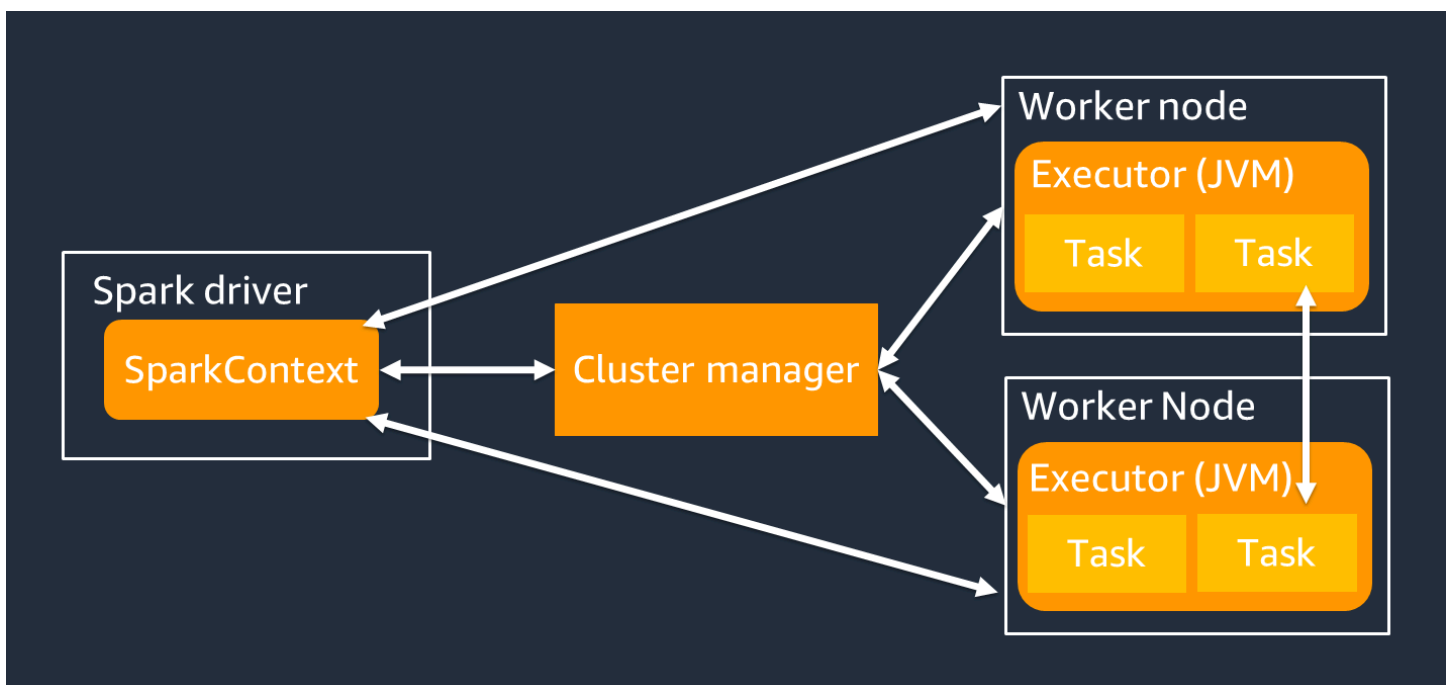 Spark driver
SparkContext
Cluster manager
Worker node
Executor (JVM)
Task
Task
Worker Node
Executor (JVM)
Task
Task